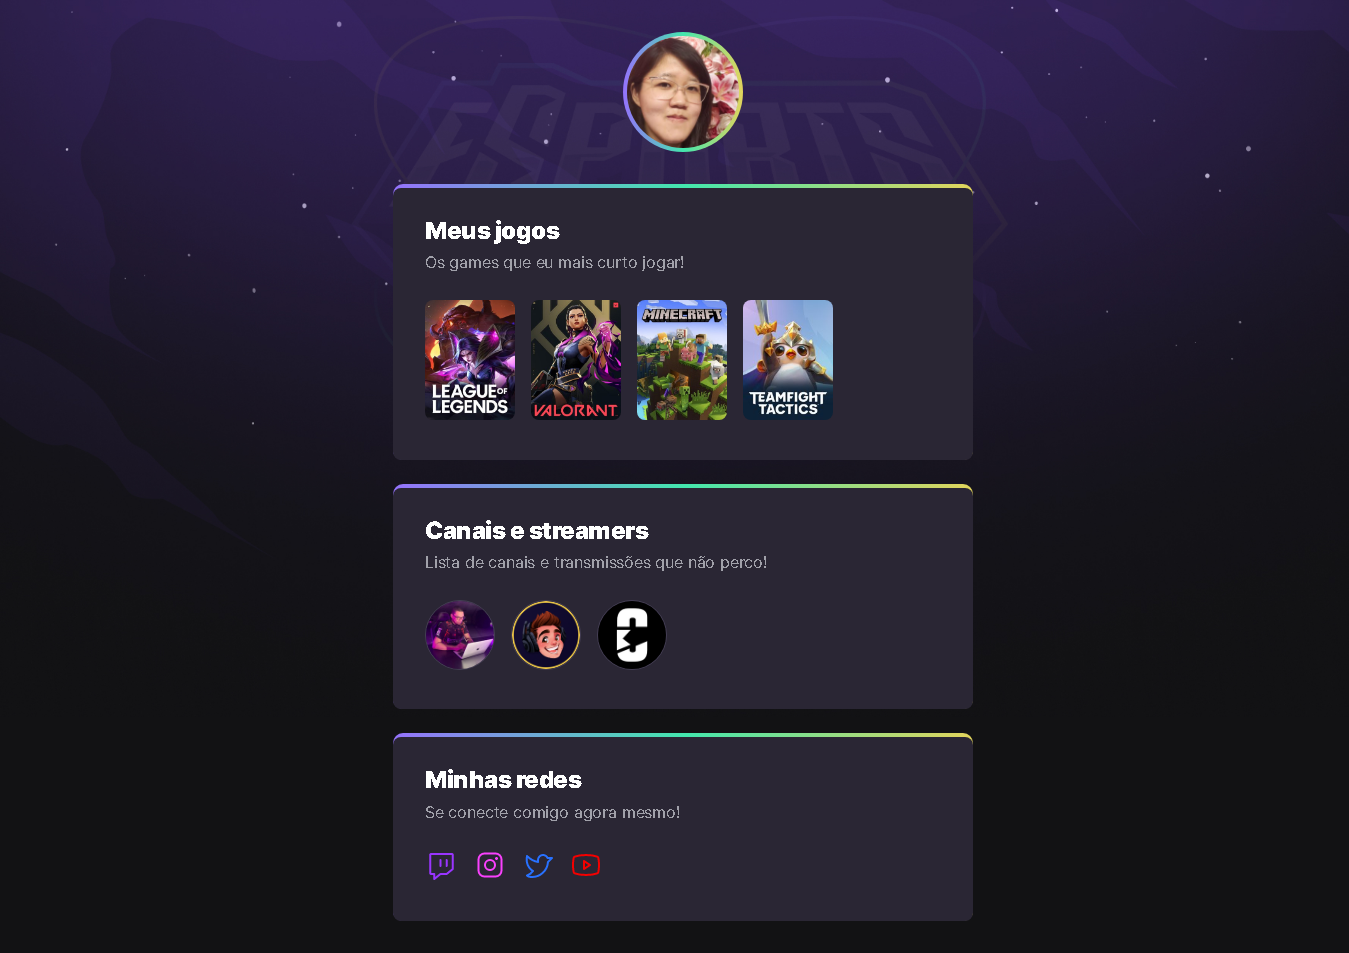 ESPORTS
Meus jogos
Os games que eu mais curto jogar!
LEAGUE OF
LEGENDS
VALORANT
MINECRAFT
TEAMFIGHT
TACTICS
Canais e streamers
Lista de canais e transmissões que não perco!
Minhas redes
Se conecte comigo agora mesmo!